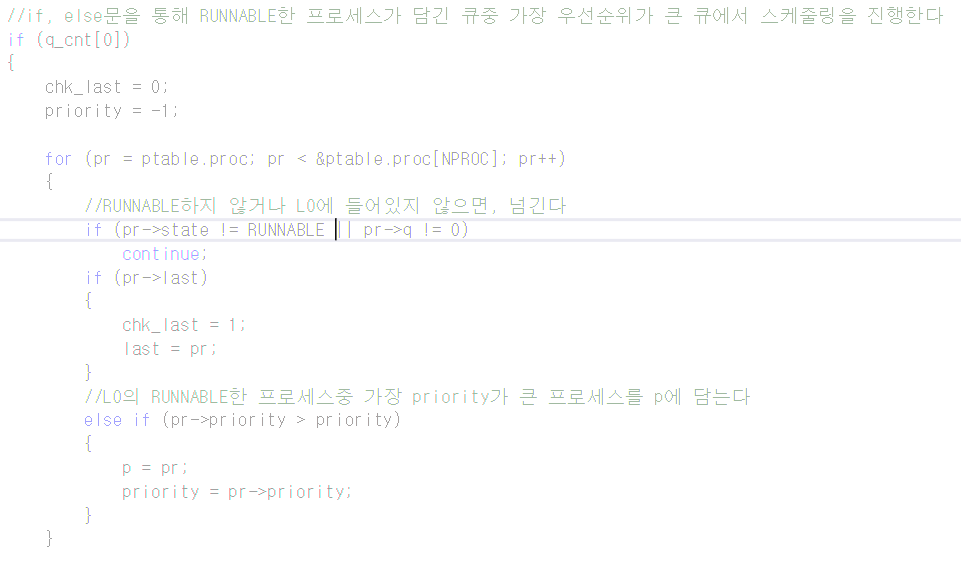 //if, else문을 통해 RUNNABLE한 프로세스가 담긴 큐중 가장 우선순위가 큰 큐에서 스케줄링을 진행한다
if (q_cnt[0])
{
    chk_last = 0;
    priority = -1;
    for (pr = ptable.proc; pr < &ptable.proc[NPROC]; pr++)
    {
        //RUNNABLE하지 않거나 L0에 들어있지 않으면, 넘긴다
        if (pr->state != RUNNABLE || pr->q != 0)
            continue;
        if (pr->last)
        {
            chk_last = 1;
            last = pr;
        }
        //L0의 RUNNABLE한 프로세스중 가장 priority가 큰 프로세스를 p에 담는다
        else if (pr->priority > priority)
        {
            p = pr;
            priority = pr->priority;
        }
    }